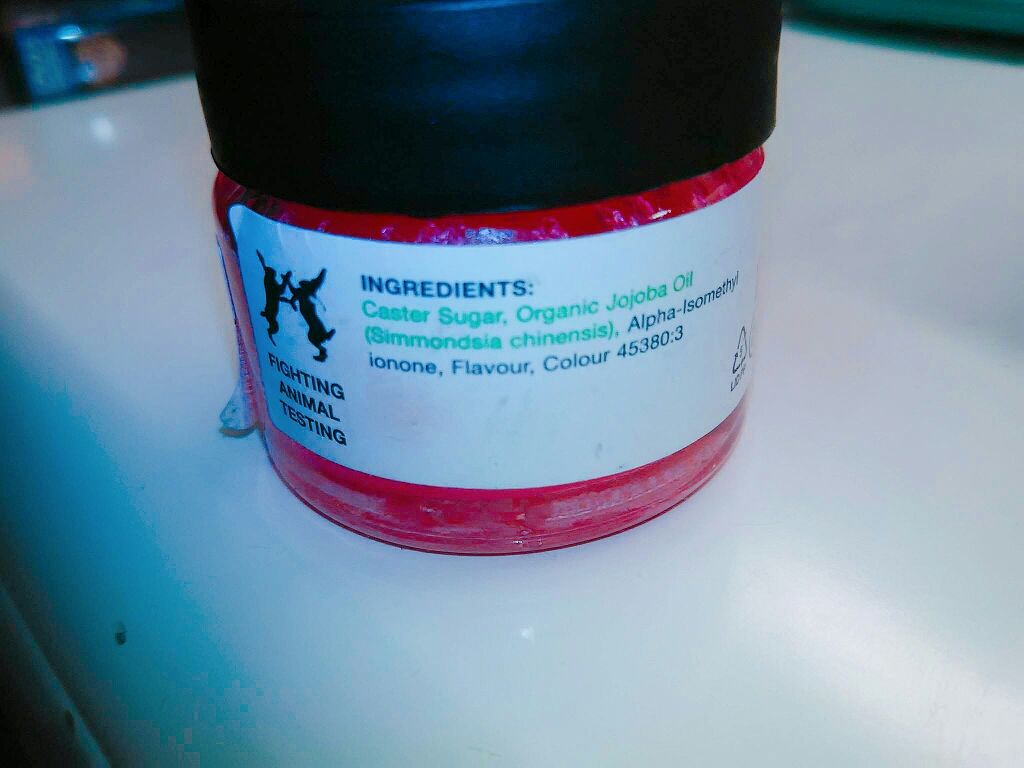 INGREDIENTS:
Caster Sugar, Organic Jojoba Oil
(Simmondsia chinensis), Alpha-Isomethyl
ionone, Flavour, Colour 45380:3
FIGHTING
ANIMAL
TESTING